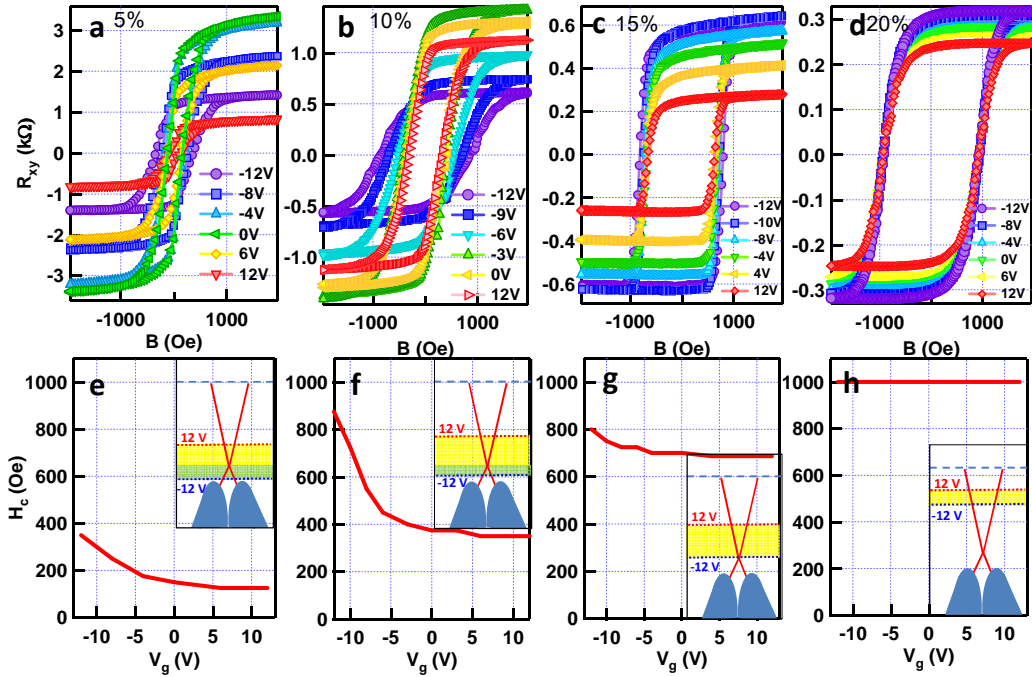 a 5%
b 10%
c 15%
d 20%
R_xy (kΩ)
3
2
1
0
-1
-2
-3
-12V
-8V
-4V
0V
6V
12V
-1000 1000
B (Oe)
1.0
0.5
0.0
-0.5
-1.0
-12V
-9V
-6V
-3V
0V
12V
-1000 1000
B (Oe)
0.6
0.4
0.2
0.0
-0.2
-0.4
-0.6
-12V
-10V
-8V
-4V
4V
12V
-1000 1000
B (Oe)
0.3
0.2
0.1
0.0
-0.1
-0.2
-0.3
-12V
-8V
-4V
0V
6V
12V
-1000 1000
B (Oe)
e
H_c (Oe)
1000
800
600
400
200
0
12 V
-12 V
-10 -5 0 5 10
V_g (V)
f
1000
800
600
400
200
0
12 V
-12 V
-10 -5 0 5 10
V_g (V)
g
1000
800
600
400
200
0
12 V
-12 V
-10 -5 0 5 10
V_g (V)
h
1000
800
600
400
200
0
12 V
-12 V
-10 -5 0 5 10
V_g (V)